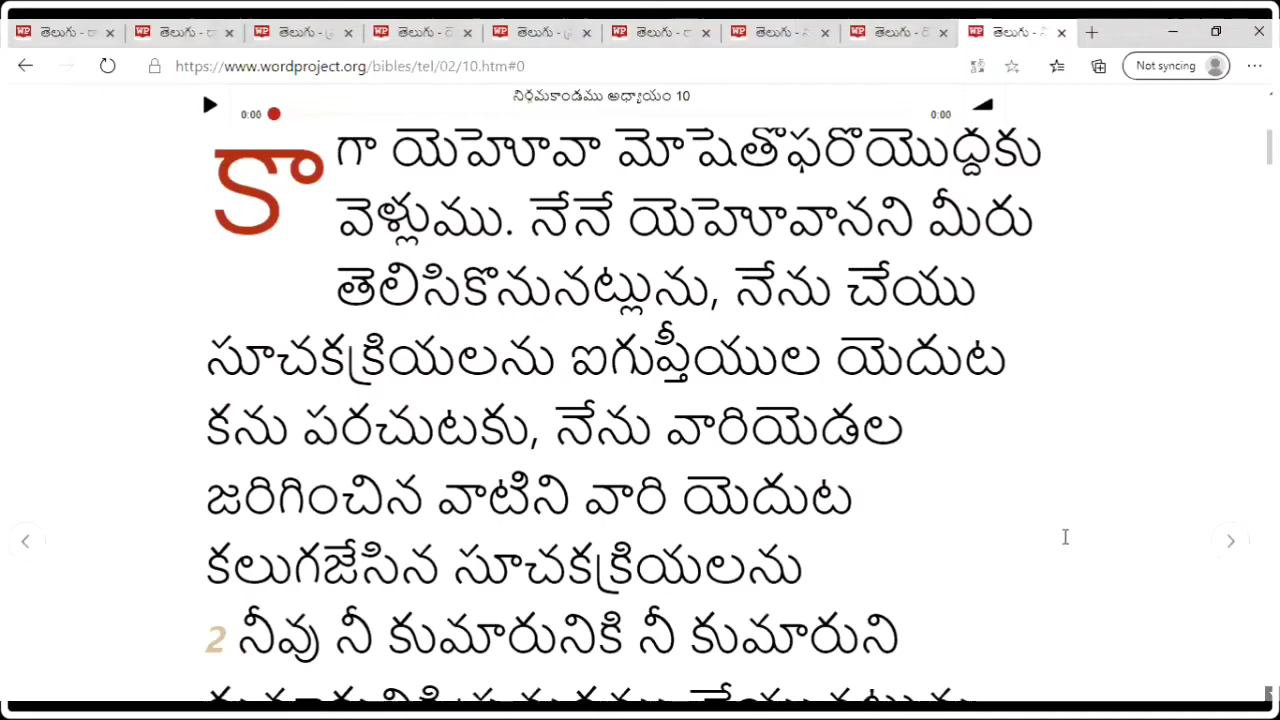 తెలుగు - తెలుగు - తెలుగు - తెలుగు - తెలుగు - తెలుగు - తెలుగు - తెలుగు - తెలుగు -
https://www.wordproject.org/bibles/tel/02/10.htm#0 Not syncing
నిర్గమకాండము అధ్యాయం 10
0:00 0:00
కాగా యెహోవా మోషేతొఫరొయొద్దకు
వెళ్లుము. నేనే యెహోవానని మీరు
తెలిసికొనునట్లును, నేను చేయు
సూచకక్రియలను ఐగుప్తీయుల యెదుట
కను పరచుటకు, నేను వారియెడల
జరిగించిన వాటిని వారి యెదుట
కలుగజేసిన సూచకక్రియలను
2 నీవు నీ కుమారునికి నీ కుమారుని